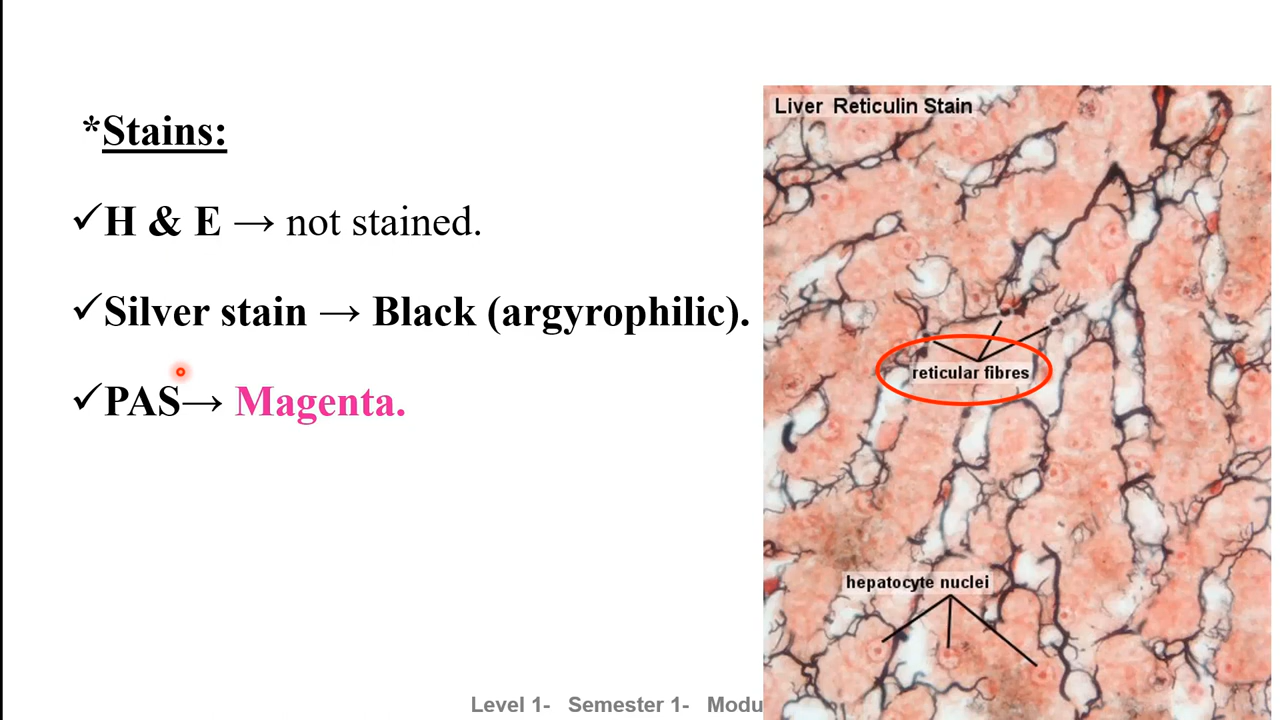 *Stains:
✓H & E → not stained.
✓Silver stain → Black (argyrophilic).
✓PAS→ Magenta.
Liver Reticulin Stain
reticular fibres
hepatocyte nuclei
Level 1- Semester 1- Modu